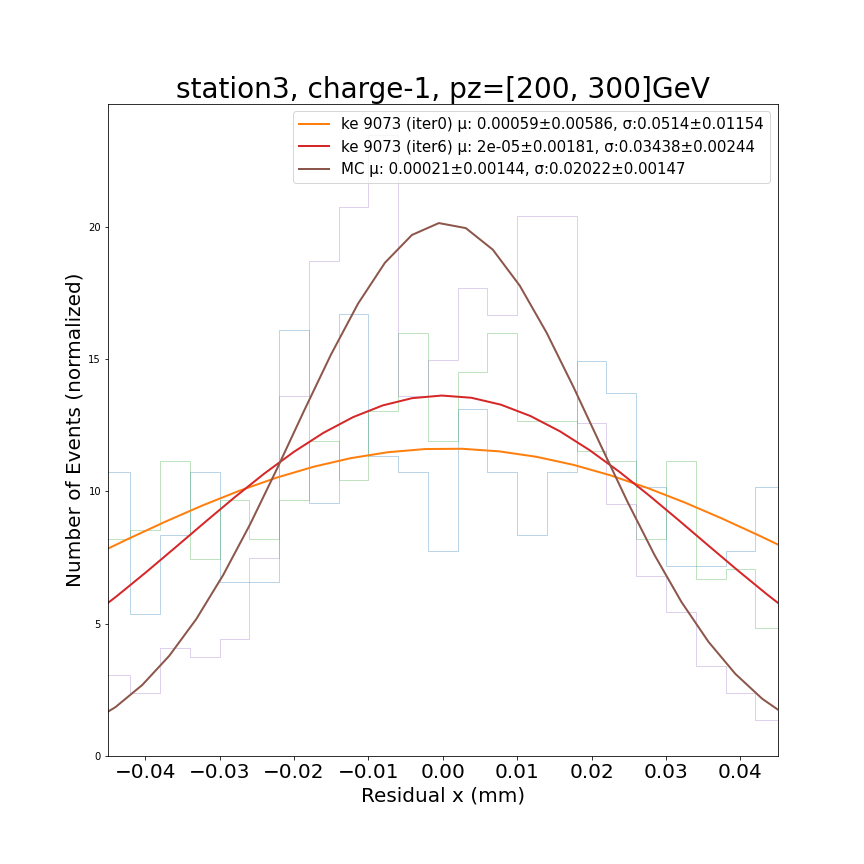 station3, charge-1, pz=[200, 300]GeV
ke 9073 (iter0) μ: 0.00059±0.00586, σ:0.0514±0.01154
ke 9073 (iter6) μ: 2e-05±0.00181, σ:0.03438±0.00244
MC μ: 0.00021±0.00144, σ:0.02022±0.00147
Number of Events (normalized)
20
15
10
5
0
−0.04 −0.03 −0.02 −0.01 0.00 0.01 0.02 0.03 0.04
Residual x (mm)